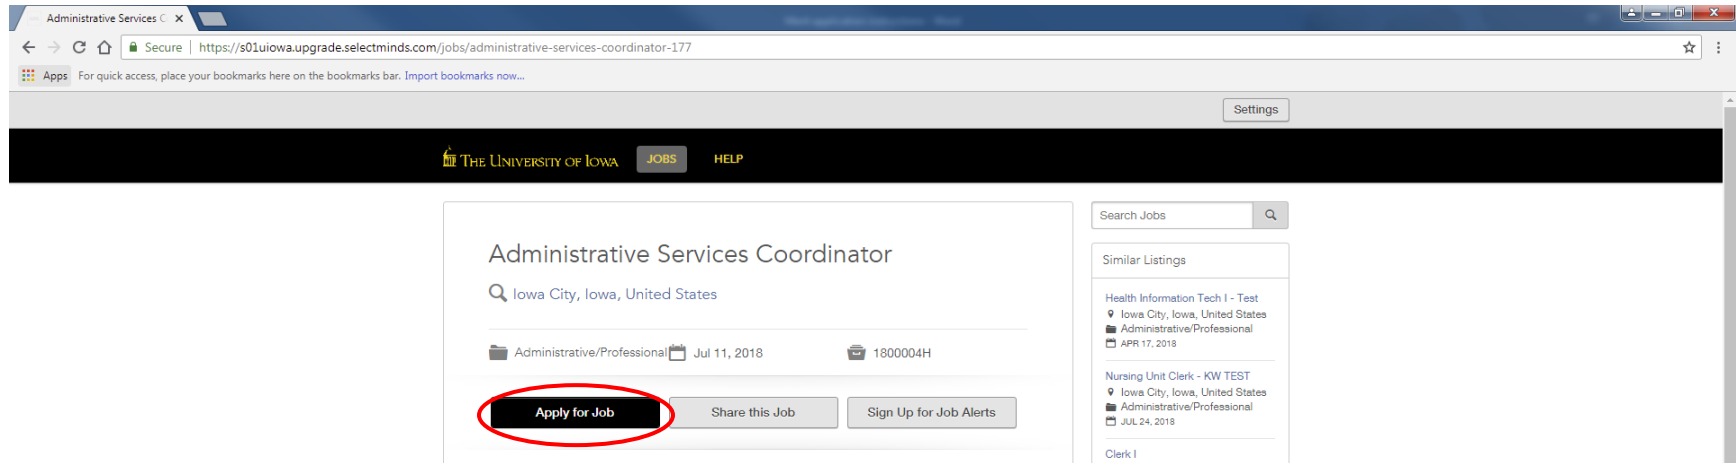 Administrative Services C
Secure | https://s01uiowa.upgrade.selectminds.com/jobs/administrative-services-coordinator-177
Apps For quick access, place your bookmarks here on the bookmarks bar. Import bookmarks now...
Settings
THE UNIVERSITY OF IOWA JOBS HELP
Administrative Services Coordinator
Iowa City, Iowa, United States
Administrative/Professional Jul 11, 2018 1800004H
Apply for Job Share this Job Sign Up for Job Alerts
Search Jobs
Similar Listings
Health Information Tech I - Test
Iowa City, Iowa, United States
Administrative/Professional
APR 17, 2018
Nursing Unit Clerk - KW TEST
Iowa City, Iowa, United States
Administrative/Professional
JUL 24, 2018
Clerk I